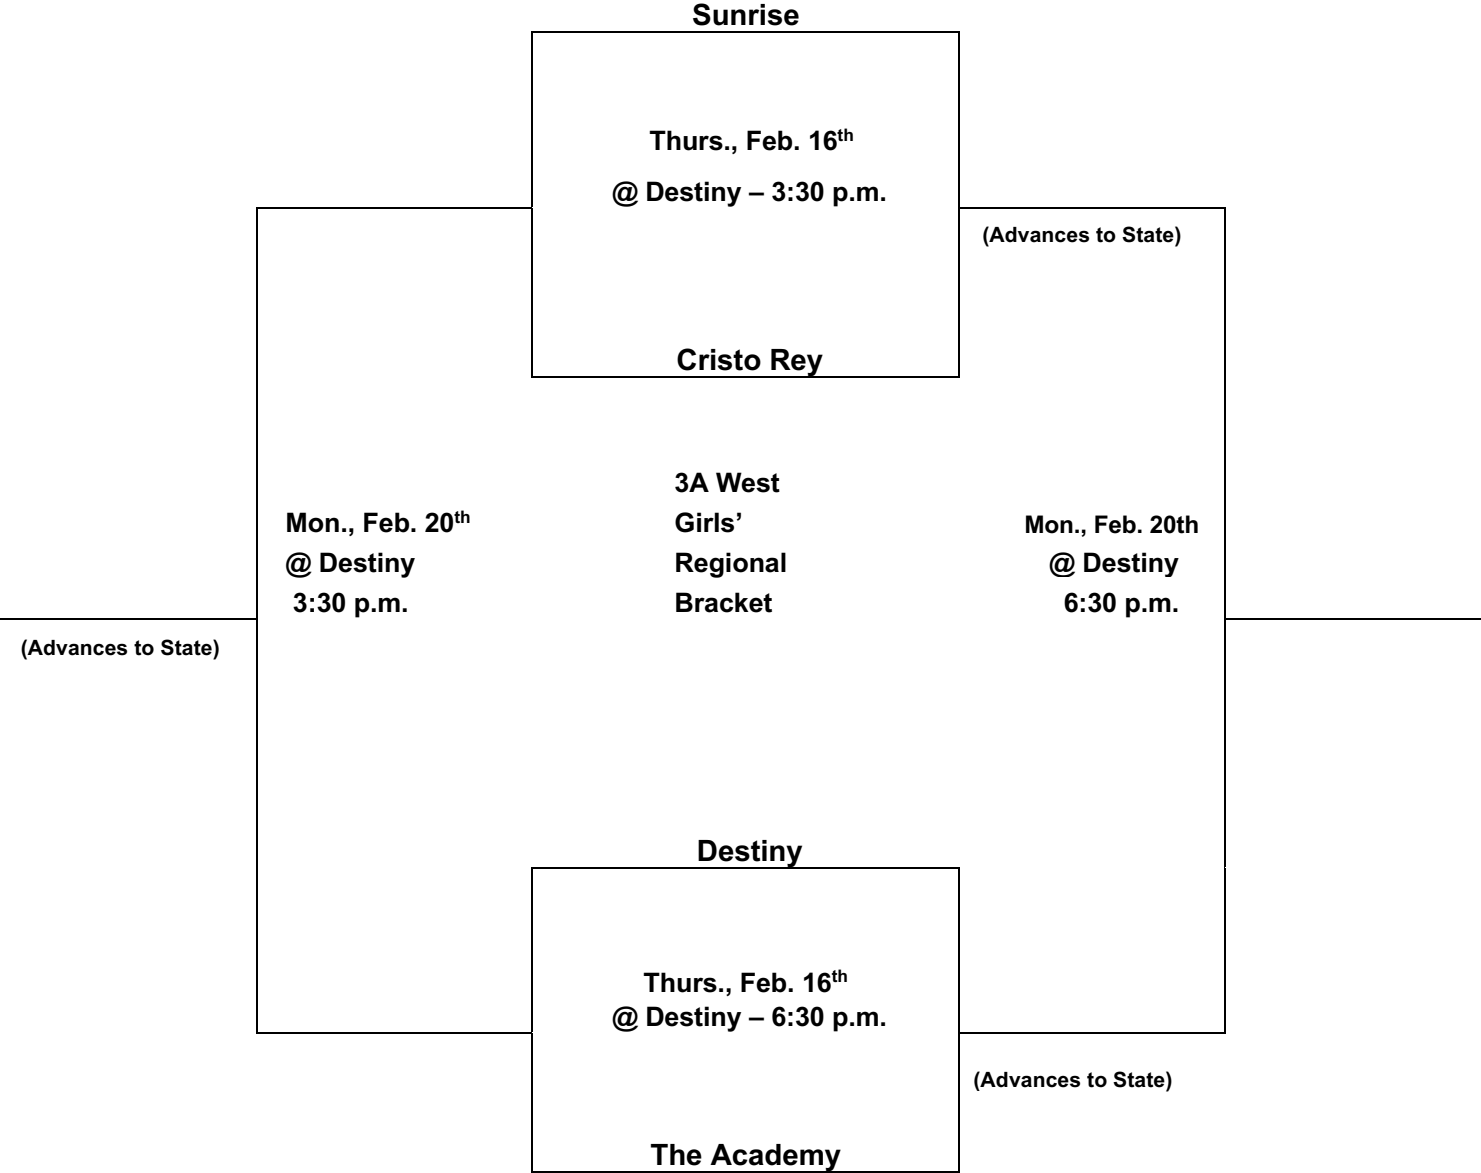 Sunrise
Thurs., Feb. 16th
@ Destiny – 3:30 p.m.
(Advances to State)
Cristo Rey
3A West
Girls’
Regional
Bracket
Mon., Feb. 20th
@ Destiny
3:30 p.m.
Mon., Feb. 20th
@ Destiny
6:30 p.m.
(Advances to State)
Destiny
Thurs., Feb. 16th
@ Destiny – 6:30 p.m.
(Advances to State)
The Academy